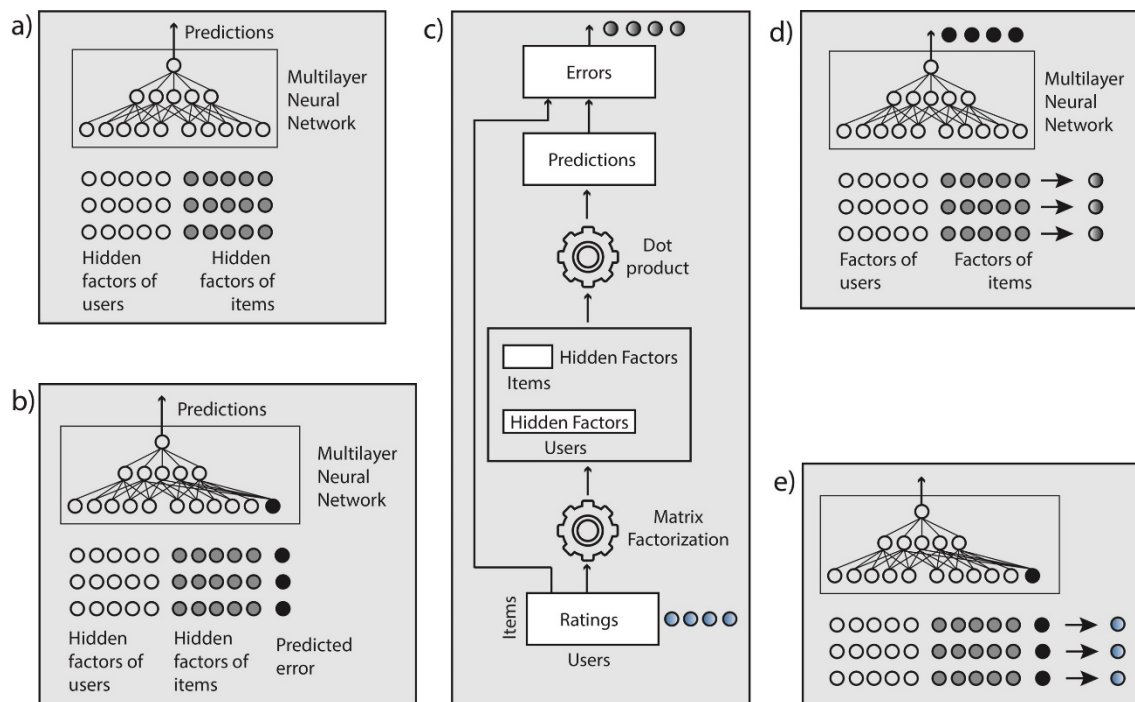 a)
Predictions
Multilayer
Neural
Network
Hidden
factors of
users
Hidden
factors of
items
b)
Predictions
Multilayer
Neural
Network
Hidden
factors of
users
Hidden
factors of
items
Predicted
error
c)
Errors
Predictions
Dot
product
Hidden Factors
Items
Hidden Factors
Users
Matrix
Factorization
Items
Ratings
Users
d)
Multilayer
Neural
Network
Factors of
users
Factors of
items
e)